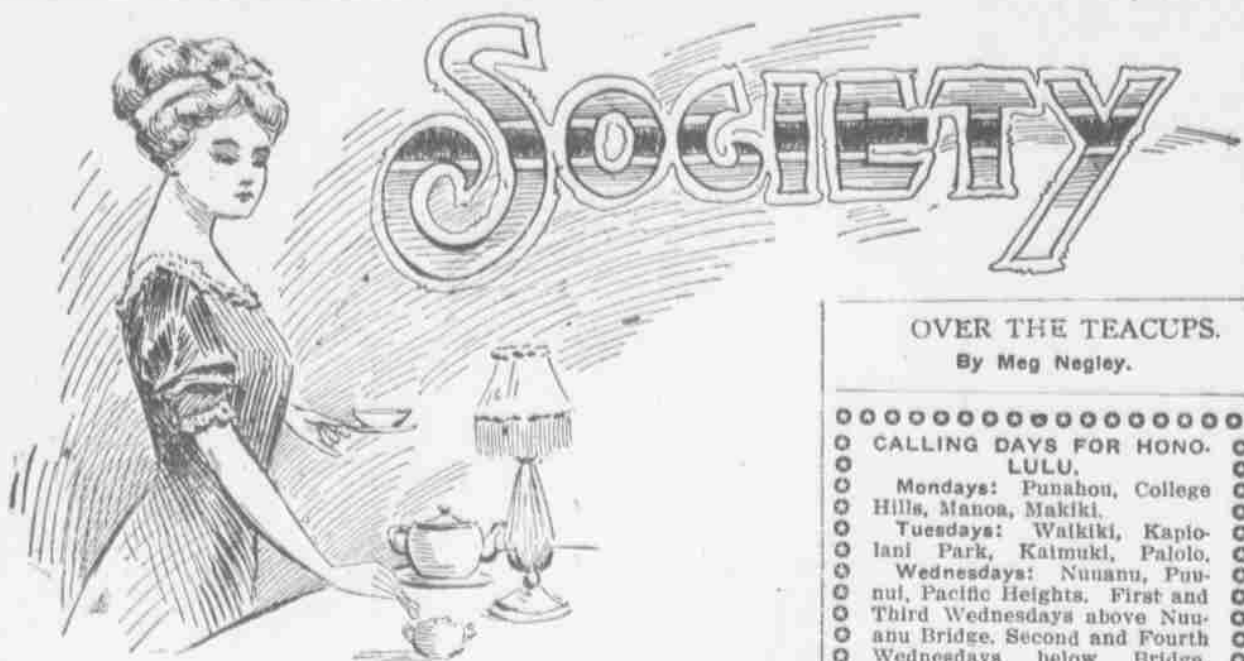 SOCIETY
OVER THE TEACUPS.
By Meg Negley.
CALLING DAYS FOR HONO-
LULU.
Mondays: Punahou, College
Hills, Manoa, Makiki.
Tuesdays: Waikiki, Kapio-
lani Park, Kaimuki, Palolo.
Wednesdays: Nuuanu, Puu-
nui, Pacific Heights. First and
Third Wednesdays above Nuu-
anu Bridge. Second and Fourth
Wednesdays below Bridge.